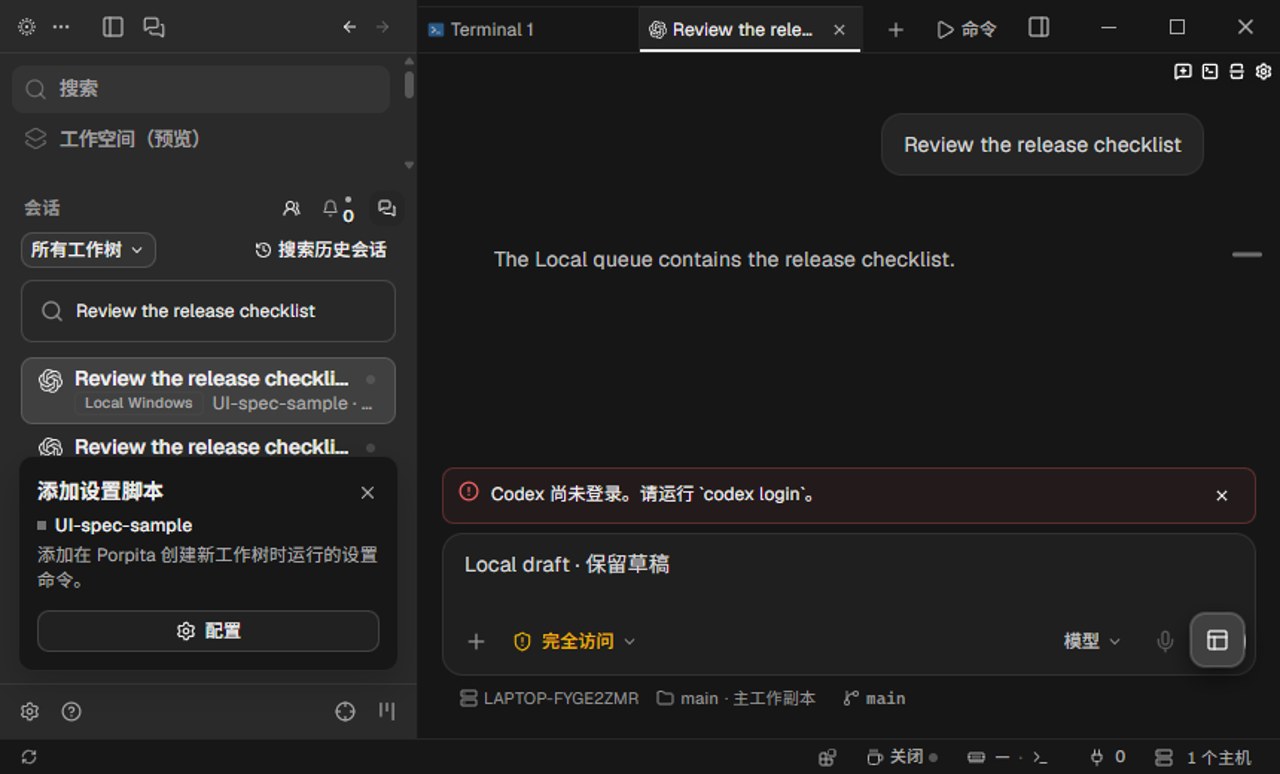 Terminal 1
Review the rele...
命令
搜索
工作空间（预览）
会话
0
所有工作树
搜索历史会话
Review the release checklist
Review the release checkli...
Local Windows
UI-spec-sample · ...
Review the release checkli...
添加设置脚本
UI-spec-sample
添加在 Porpita 创建新工作树时运行的设置
命令。
配置
Review the release checklist
The Local queue contains the release checklist.
Codex 尚未登录。请运行 `codex login`。
Local draft · 保留草稿
完全访问
模型
LAPTOP-FYGE2ZMR
main · 主工作副本
main
关闭
0
1 个主机